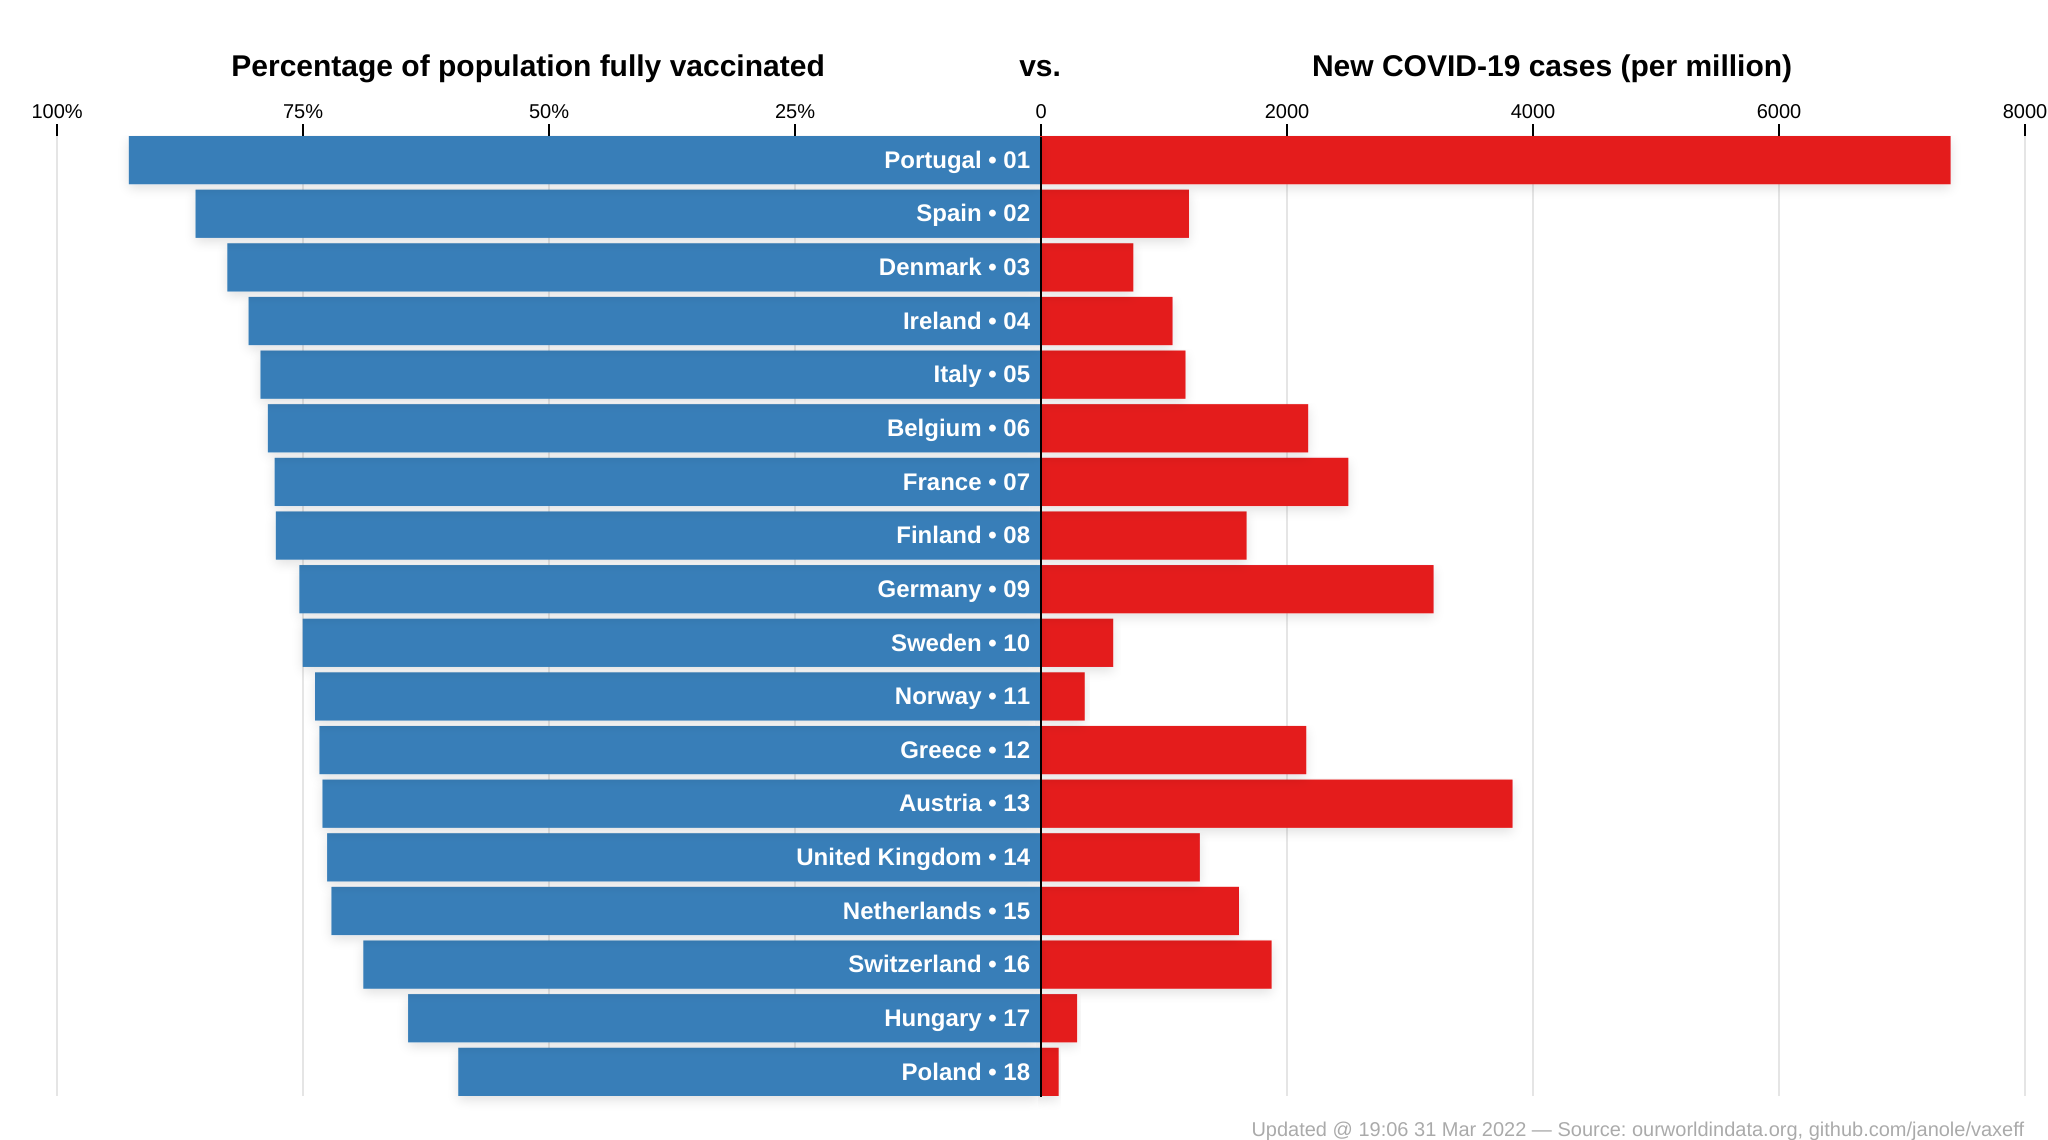 Percentage of population fully vaccinated vs. New COVID-19 cases (per million)
100% 75% 50% 25% 0 2000 4000 6000 8000
Portugal • 01
Spain • 02
Denmark • 03
Ireland • 04
Italy • 05
Belgium • 06
France • 07
Finland • 08
Germany • 09
Sweden • 10
Norway • 11
Greece • 12
Austria • 13
United Kingdom • 14
Netherlands • 15
Switzerland • 16
Hungary • 17
Poland • 18
Updated @ 19:06 31 Mar 2022 — Source: ourworldindata.org, github.com/janole/vaxeff